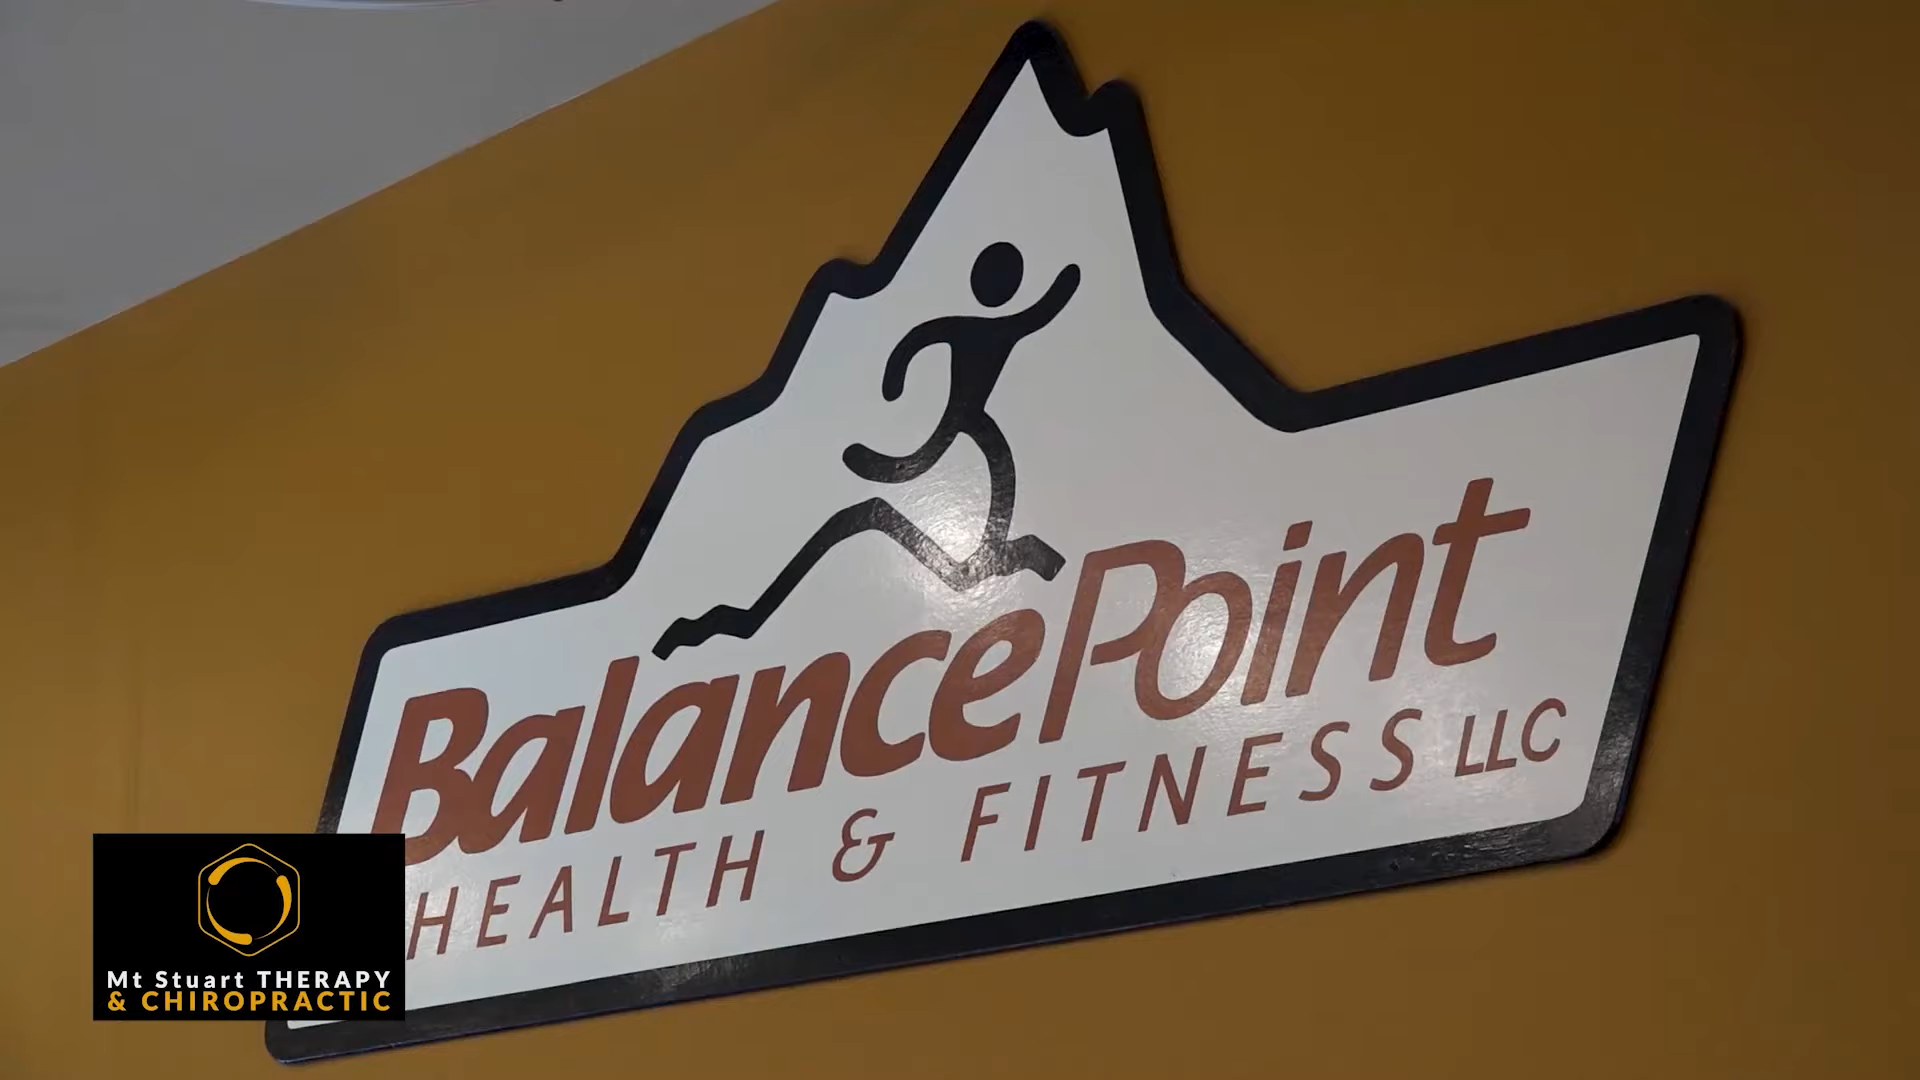 BalancePoint
HEALTH & FITNESS LLC
Mt Stuart THERAPY
& CHIROPRACTIC